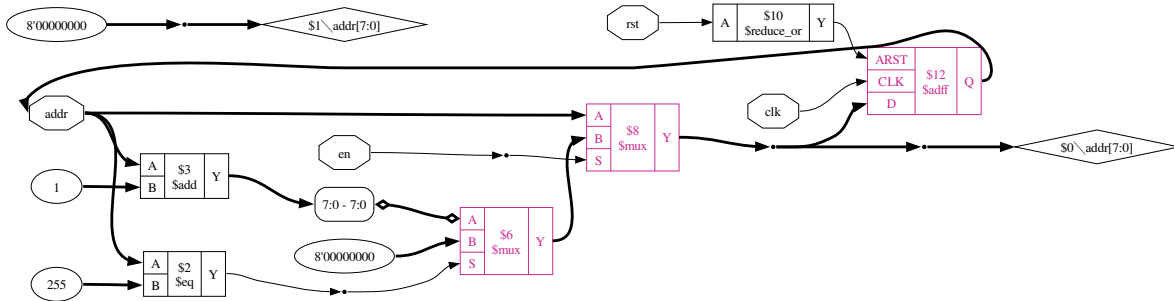 8'00000000
$1\addr[7:0]
rst
A
$10
$reduce_or
Y
addr
ARST
CLK
D
$12
$adff
Q
clk
A
B
S
$8
$mux
Y
en
$0\addr[7:0]
1
A
B
$3
$add
Y
7:0 - 7:0
8'00000000
A
B
S
$6
$mux
Y
255
A
B
$2
$eq
Y